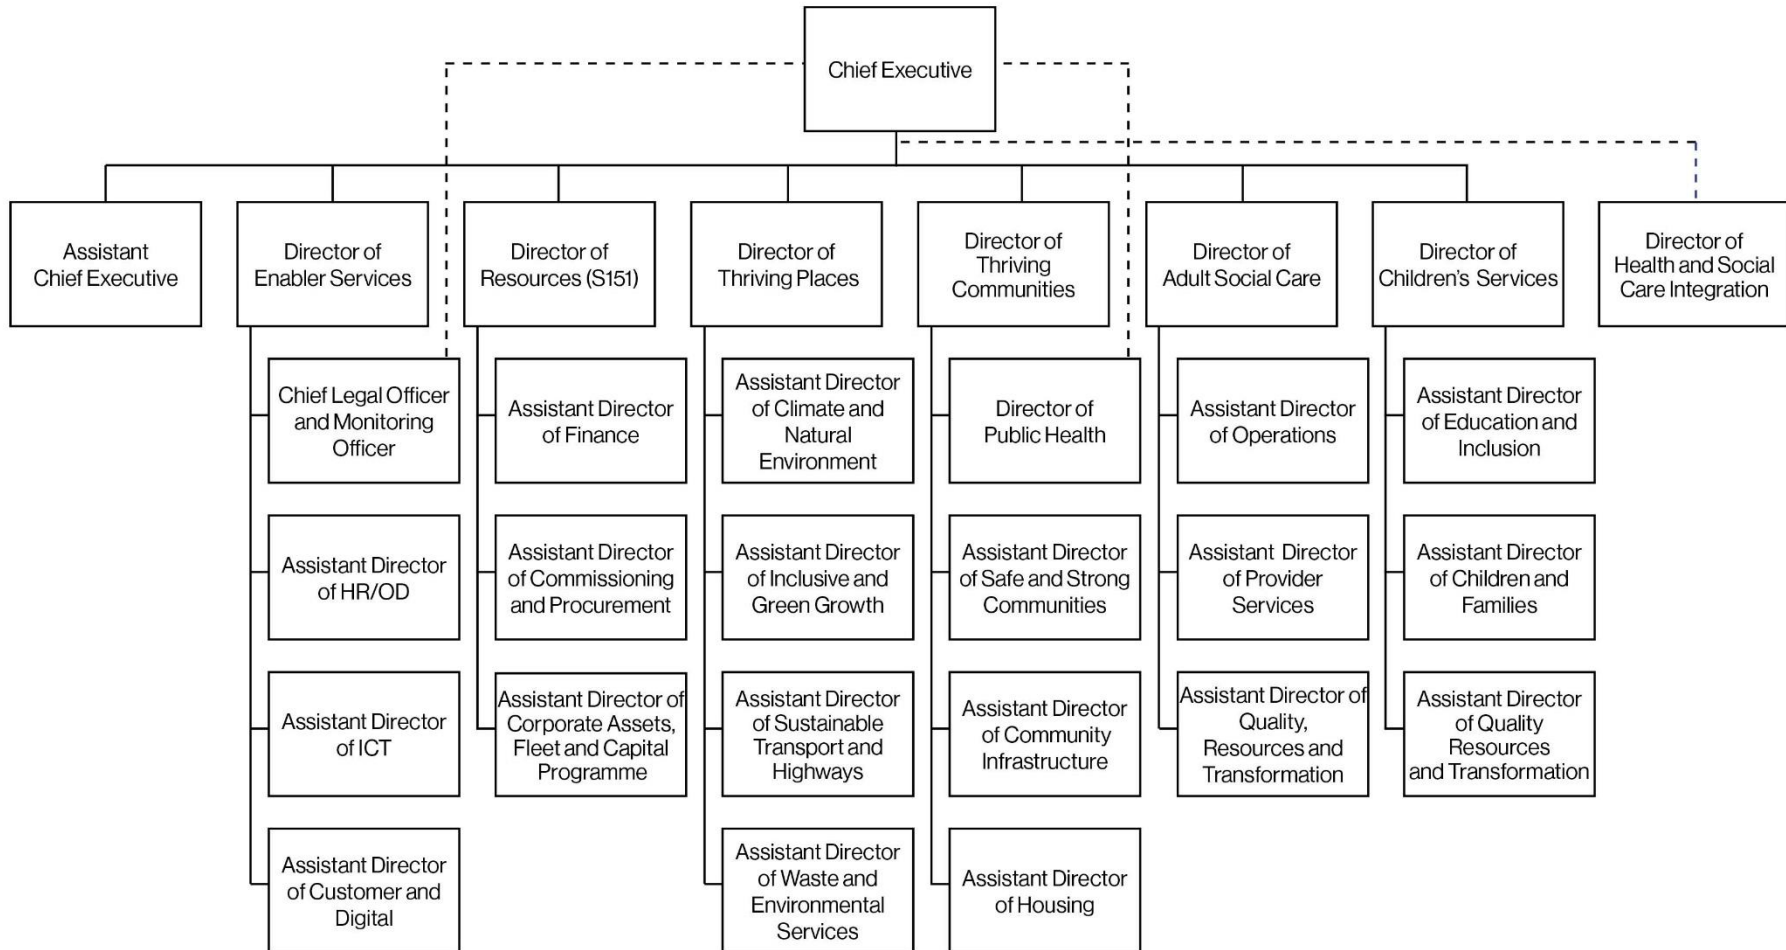 Chief Executive
Assistant
Chief Executive
Director of
Enabler Services
Director of
Resources (S151)
Director of
Thriving Places
Director of
Thriving
Communities
Director of
Adult Social Care
Director of
Children's Services
Director of
Health and Social
Care Integration
Chief Legal Officer
and Monitoring
Officer
Assistant Director
of HR/OD
Assistant Director
of ICT
Assistant Director
of Customer and
Digital
Assistant Director
of Finance
Assistant Director
of Commissioning
and Procurement
Assistant Director of
Corporate Assets,
Fleet and Capital
Programme
Assistant Director
of Climate and
Natural
Environment
Assistant Director
of Inclusive and
Green Growth
Assistant Director
of Sustainable
Transport and
Highways
Assistant Director
of Waste and
Environmental
Services
Director of
Public Health
Assistant Director
of Safe and Strong
Communities
Assistant Director
of Community
Infrastructure
Assistant Director
of Housing
Assistant Director
of Operations
Assistant Director
of Provider
Services
Assistant Director of
Quality,
Resources and
Transformation
Assistant Director
of Education and
Inclusion
Assistant Director
of Children and
Families
Assistant Director
of Quality
Resources
and Transformation